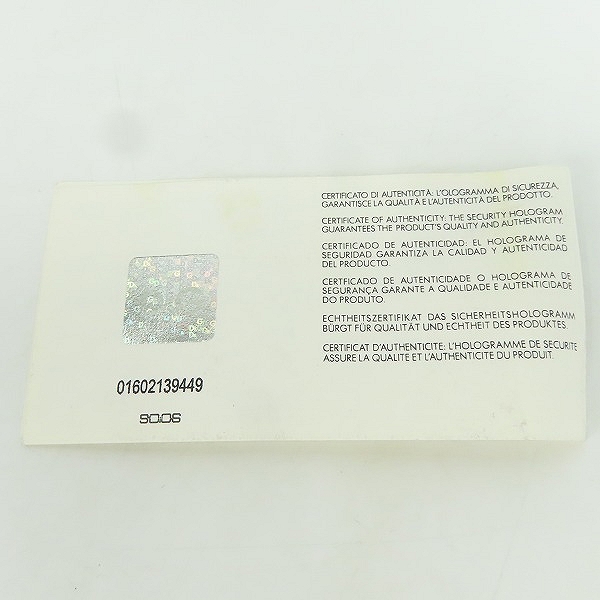 CERTIFICATO DI AUTENTICITÀ: L'OLOGRAMMA DI SICUREZZA,
GARANTISCE LA QUALITÀ E L'AUTENTICITÀ DEL PRODOTTO.
CERTIFICATE OF AUTHENTICITY: THE SECURITY HOLOGRAM
GUARANTEES THE PRODUCT'S QUALITY AND AUTHENTICITY.
CERTIFICADO DE AUTENTICIDAD: EL HOLOGRAMA DE
SEGURIDAD GARANTIZA LA CALIDAD Y AUTENTICIDAD
DEL PRODUCTO.
CERTIFCADO DE AUTENTICIDADE O HOLOGRAMA DE
SEGURANÇA GARANTE A QUALIDADE E AUTENTICIDADE
DO PRODUTO.
ECHTHEITSZERTIFIKAT DAS SICHERHEITSHOLOGRAMM
BÜRGT FÜR QUALITÄT UND ECHTHEIT DES PRODUKTES.
CERTIFICAT D'AUTHENTICITE: L'HOLOGRAMME DE SECURITE
ASSURE LA QUALITE ET L'AUTHENTICITE DU PRODUIT.
01602139449